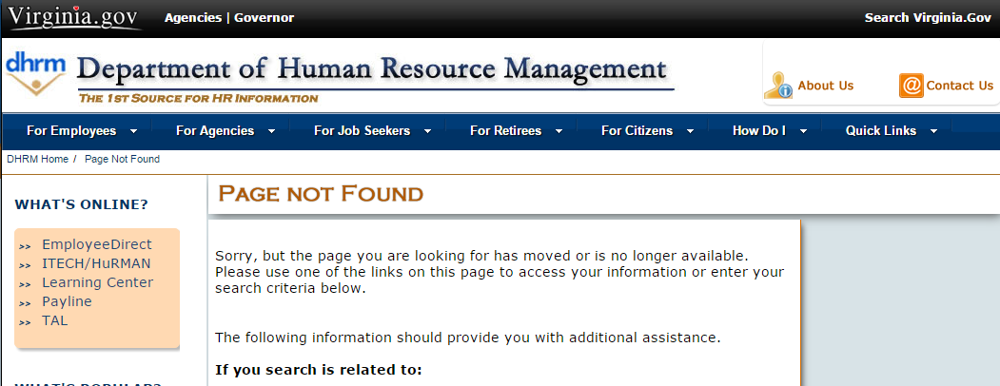 Virginia.gov Agencies | Governor Search Virginia.Gov
dhrm Department of Human Resource Management
The 1st Source for HR Information
About Us Contact Us
For Employees For Agencies For Job Seekers For Retirees For Citizens How Do I Quick Links
DHRM Home / Page Not Found
WHAT'S ONLINE?
>> EmployeeDirect
>> ITECH/HuRMAN
>> Learning Center
>> Payline
>> TAL
WHAT'S POPULAR?
Page not Found
Sorry, but the page you are looking for has moved or is no longer available.
Please use one of the links on this page to access your information or enter your
search criteria below.
The following information should provide you with additional assistance.
If you search is related to: